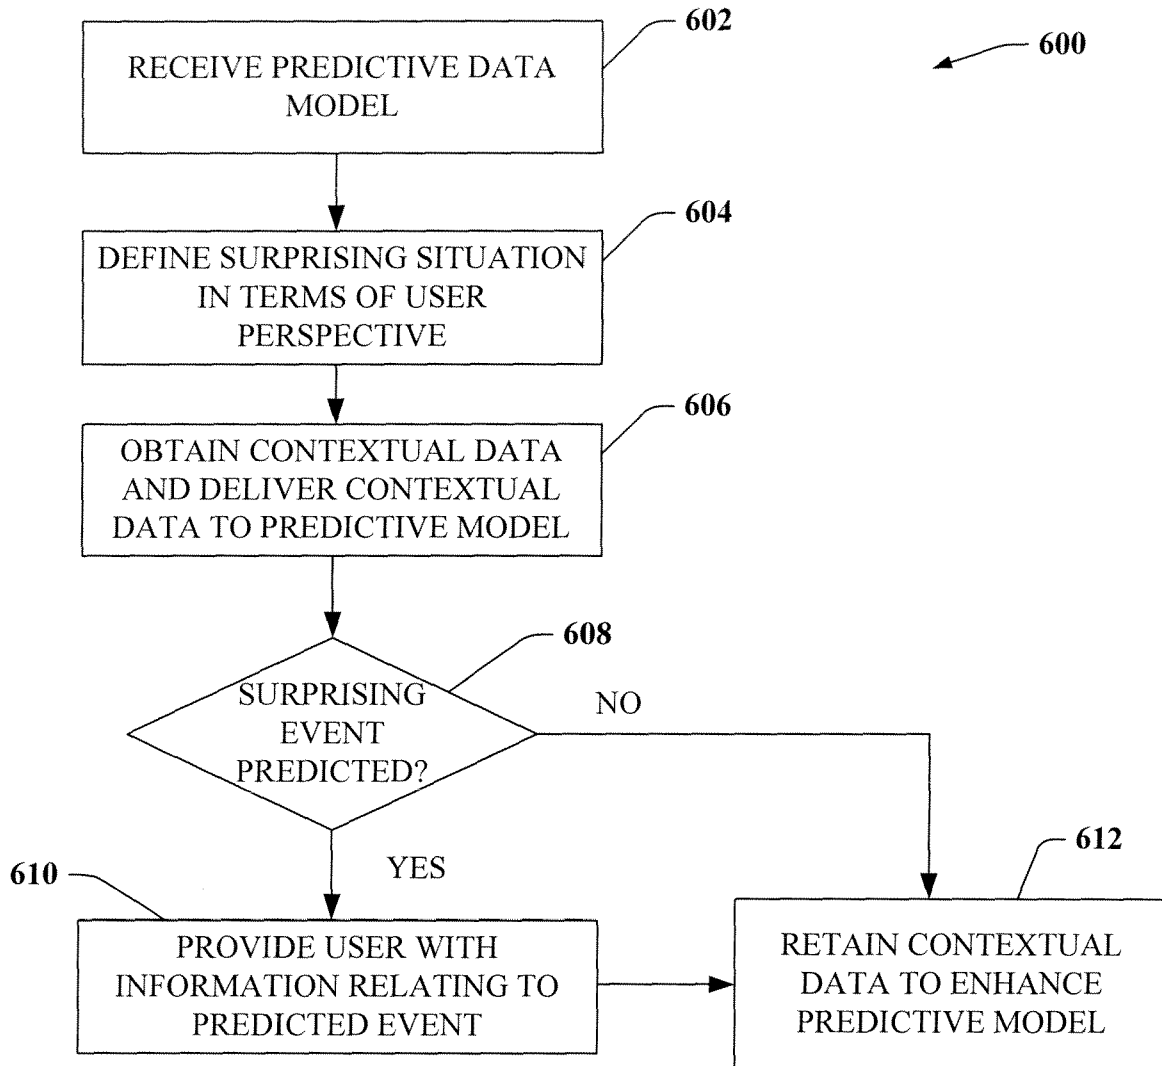 602
600
RECEIVE PREDICTIVE DATA
MODEL
604
DEFINE SURPRISING SITUATION
IN TERMS OF USER
PERSPECTIVE
606
OBTAIN CONTEXTUAL DATA
AND DELIVER CONTEXTUAL
DATA TO PREDICTIVE MODEL
608
SURPRISING
EVENT
PREDICTED?
NO
YES
610
612
PROVIDE USER WITH
INFORMATION RELATING TO
PREDICTED EVENT
RETAIN CONTEXTUAL
DATA TO ENHANCE
PREDICTIVE MODEL